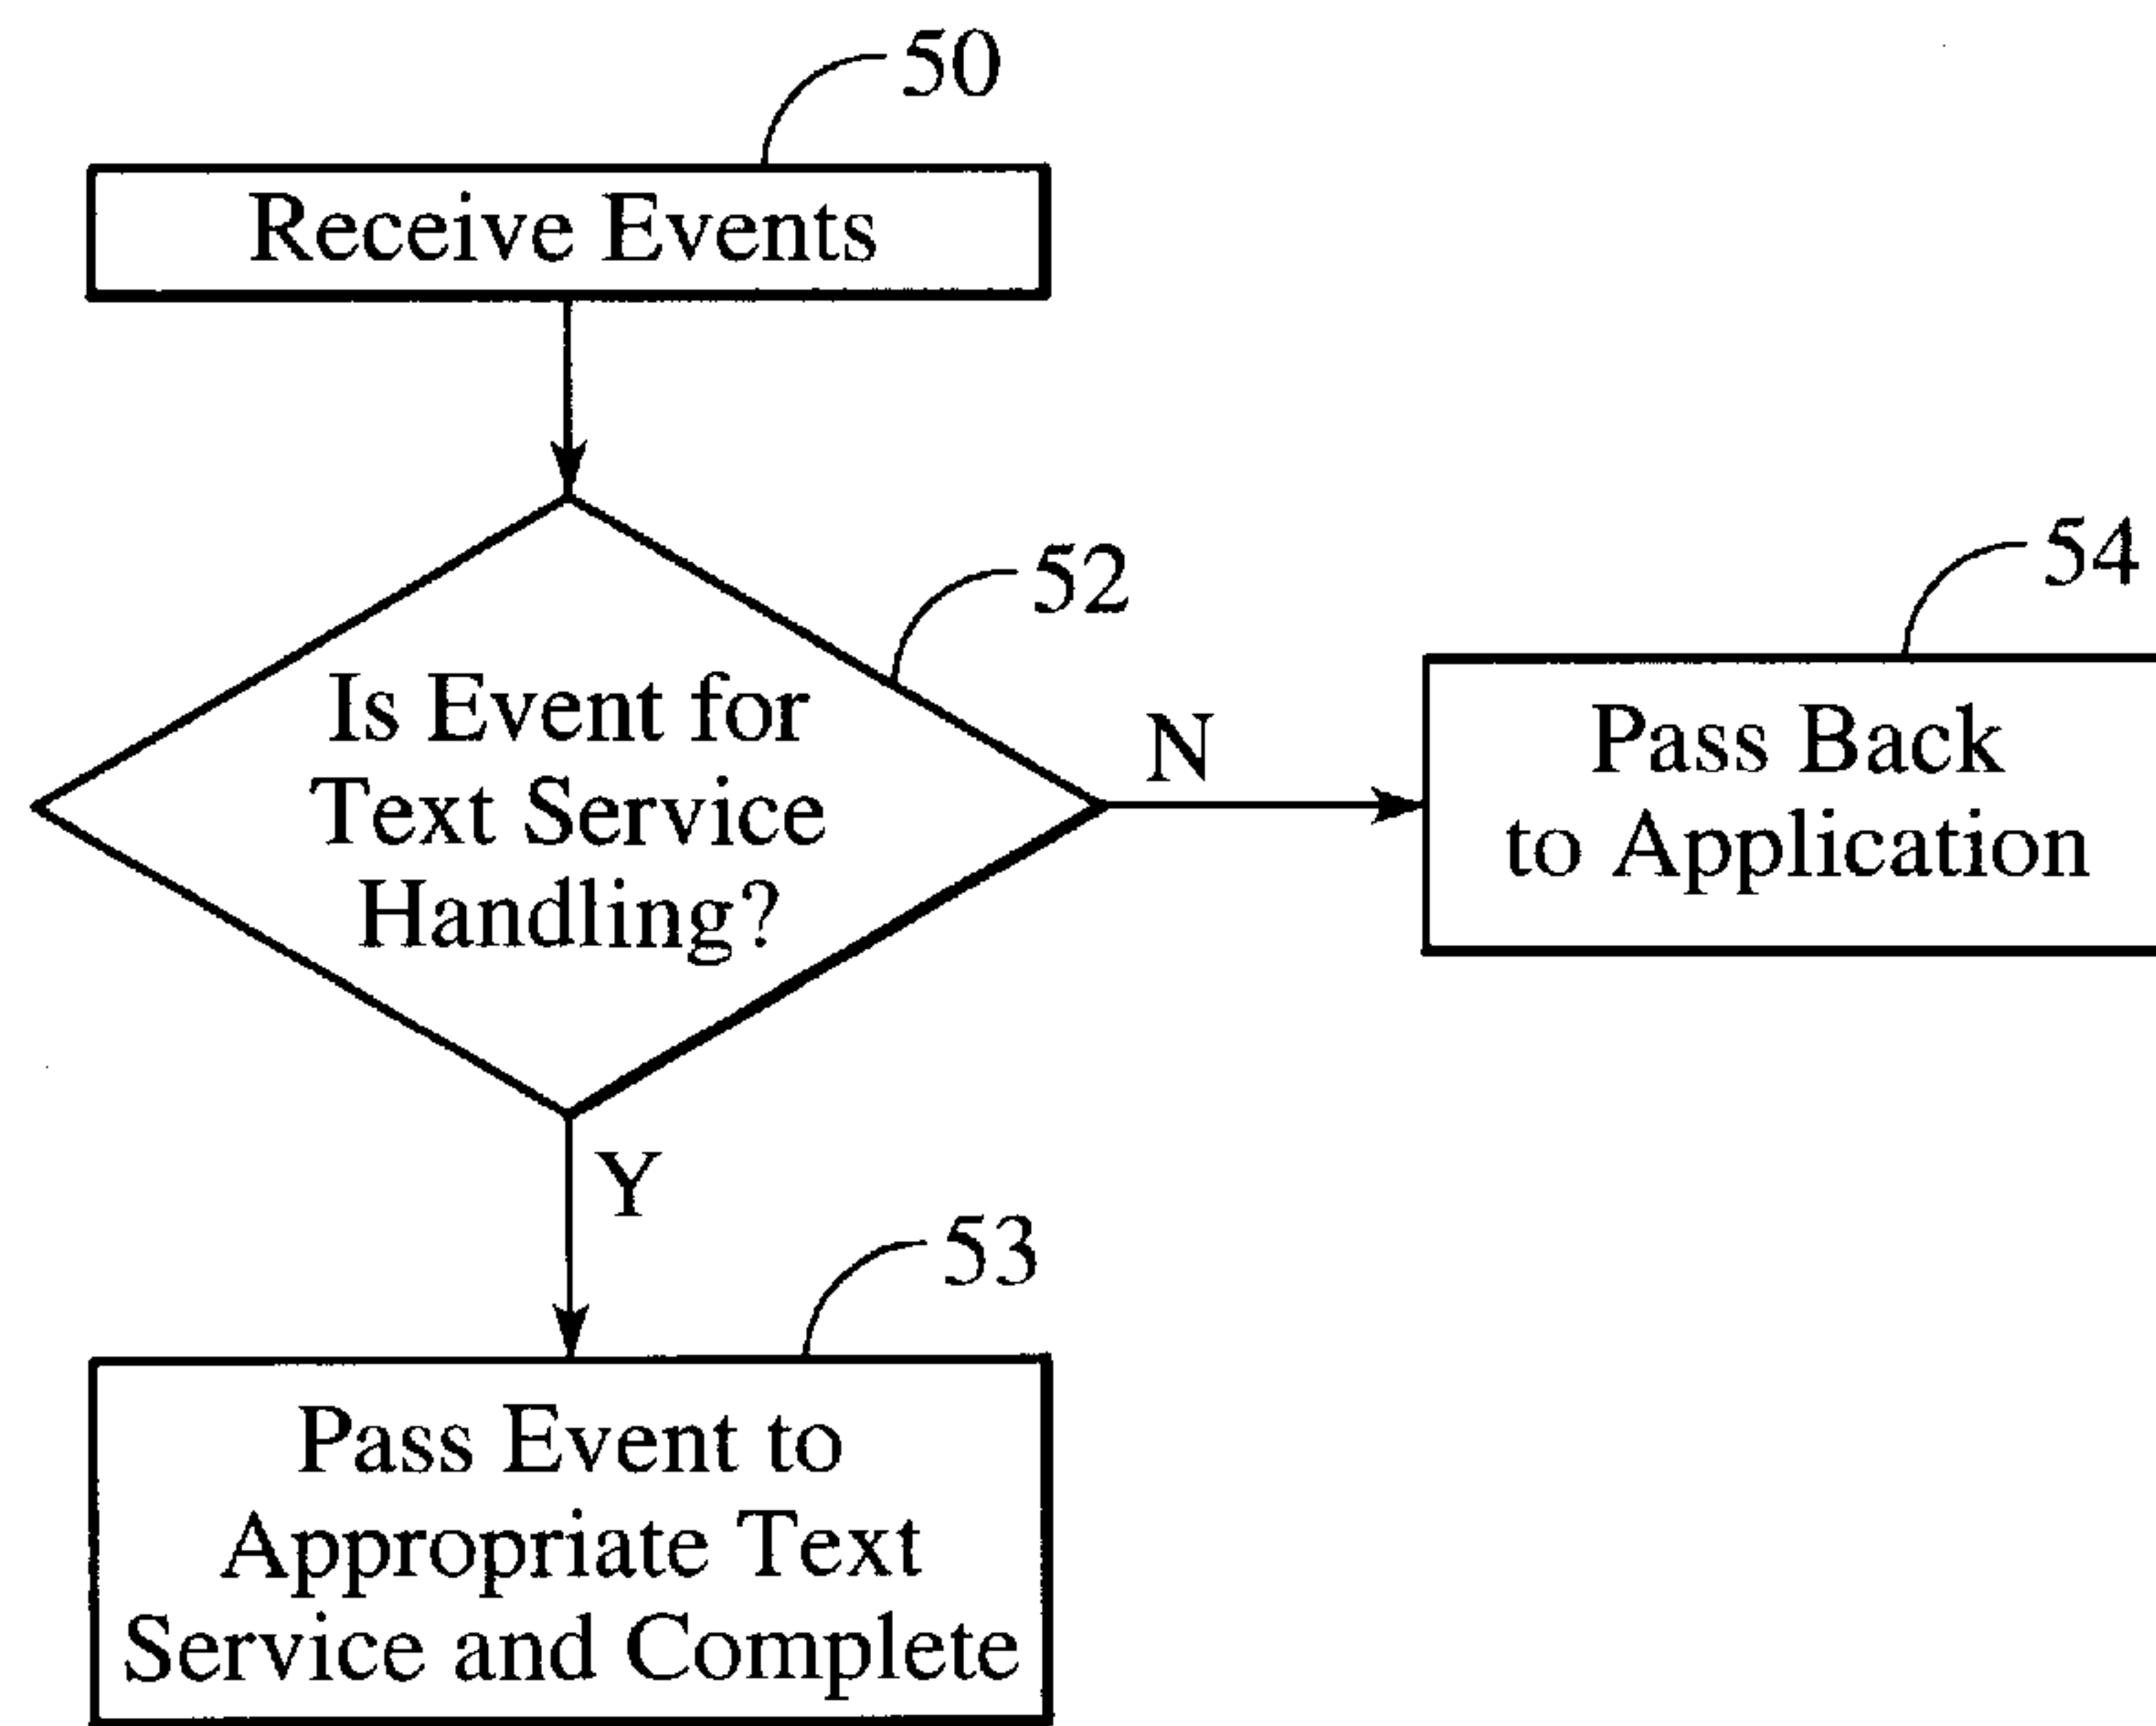 50
Receive Events
52
Is Event for
Text Service
Handling?
N
54
Pass Back
to Application
Y
53
Pass Event to
Appropriate Text
Service and Complete